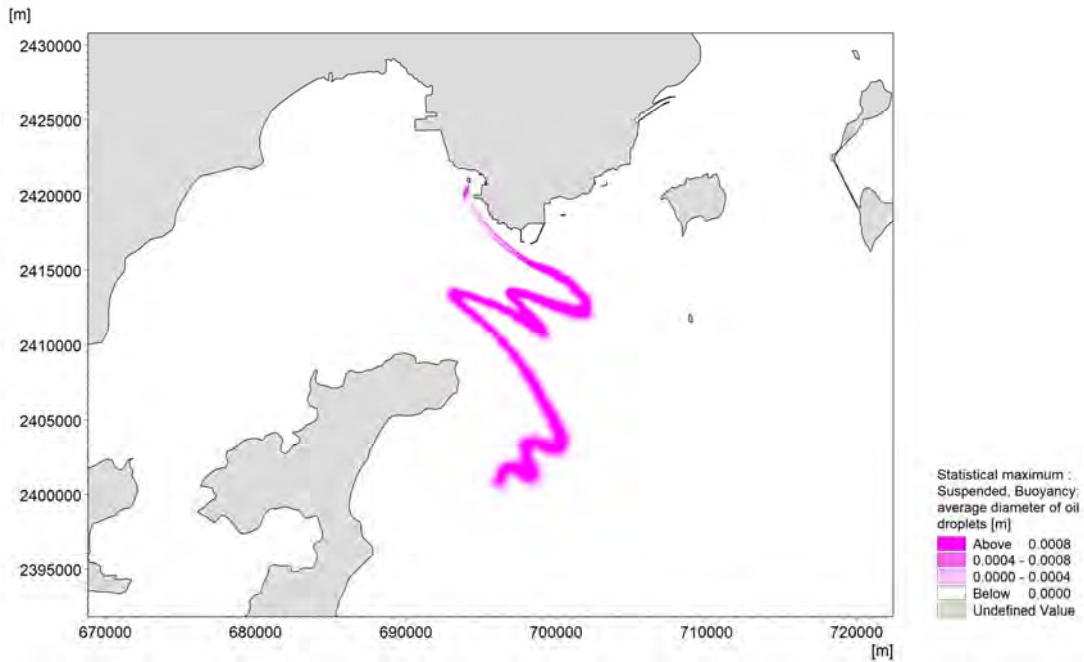 [m]
2430000
2425000
2420000
2415000
2410000
2405000
2400000
2395000
670000 680000 690000 700000 710000 720000
[m]
Statistical maximum :
Suspended, Buoyancy:
average diameter of oil
droplets [m]
Above 0.0008
0.0004 - 0.0008
0.0000 - 0.0004
Below 0.0000
Undefined Value